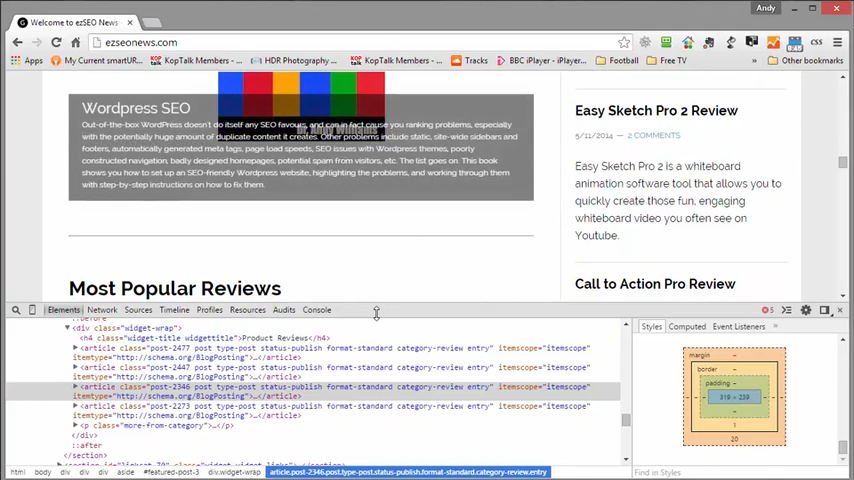 Andy
Welcome to ezSEO News -
ezseonews.com
Apps
My Current smartUR...
KopTalk Members - ...
HDR Photography ...
KopTalk Members - ...
Tracks
BBC iPlayer - iPlayer...
Football
Free TV
Other bookmarks
CSS
Wordpress SEO
Out-of-the-box WordPress doesn't do itself any SEO favours, and can in fact cause you ranking problems, especially
with the potentially huge amount of duplicate content it creates. Other problems include static, site-wide sidebars and
footers, automatically generated meta tags, page load speeds, SEO issues with WordPress themes, poorly
constructed navigation, badly designed homepages, potential spam from visitors, etc. The list goes on. This book
shows you how to set up an SEO-friendly Wordpress website, highlighting the problems, and working through them
with step-by-step instructions on how to fix them.
Dr. Andy Williams
Most Popular Reviews
Easy Sketch Pro 2 Review
5/11/2014 — 2 COMMENTS
Easy Sketch Pro 2 is a whiteboard
animation software tool that allows you to
quickly create those fun, engaging
whiteboard video you often see on
Youtube.
Call to Action Pro Review
Elements Network Sources Timeline Profiles Resources Audits Console
5
::before
<div class="widget-wrap">
<h4 class="widget-title widgettitle">Product Reviews</h4>
<article class="post-2477 post type-post status-publish format-standard category-review entry" itemscope="itemscope"
itemtype="http://schema.org/BlogPosting">…</article>
<article class="post-2447 post type-post status-publish format-standard category-review entry" itemscope="itemscope"
itemtype="http://schema.org/BlogPosting">…</article>
<article class="post-2346 post type-post status-publish format-standard category-review entry" itemscope="itemscope"
itemtype="http://schema.org/BlogPosting">…</article>
<article class="post-2273 post type-post status-publish format-standard category-review entry" itemscope="itemscope"
itemtype="http://schema.org/BlogPosting">…</article>
<p class="more-from-category">…</p>
</div>
::after
</section>
html body div div aside #featured-post-3 div.widget-wrap article.post-2346.post.type-post.status-publish.format-standard.category-review.entry
Styles Computed Event Listeners
margin –
border –
padding –
319 × 239
–
1
20
Find in Styles